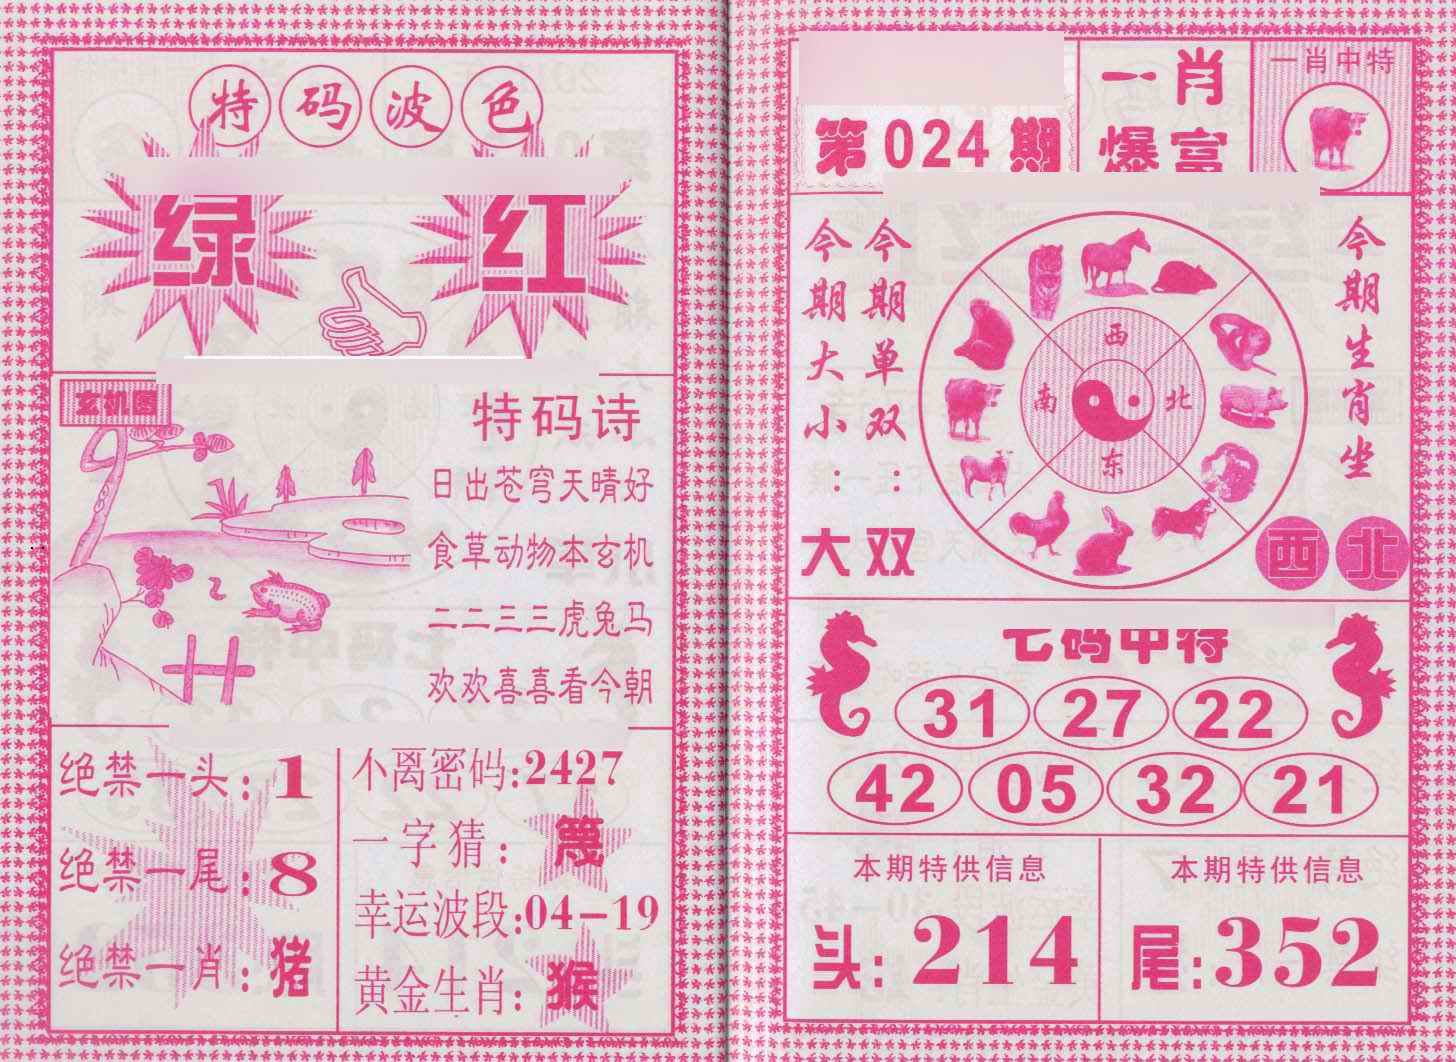 特码波色
绿 红
玄机图
特码诗
日出苍穹天晴好
食草动物本玄机
二二三三虎兔马
欢欢喜喜看今朝
绝禁一头：1
绝禁一尾：8
绝禁一肖：猪
不离密码：2427
一字猜：
幸运波段：04-19
黄金生肖：猴
第024期
一肖
爆富
一肖中特
今期大小：大
今期单双：双
西
南 北
东
今期生肖坐
西 北
七码中特
31 27 22
42 05 32 21
本期特供信息
头：214
本期特供信息
尾：352